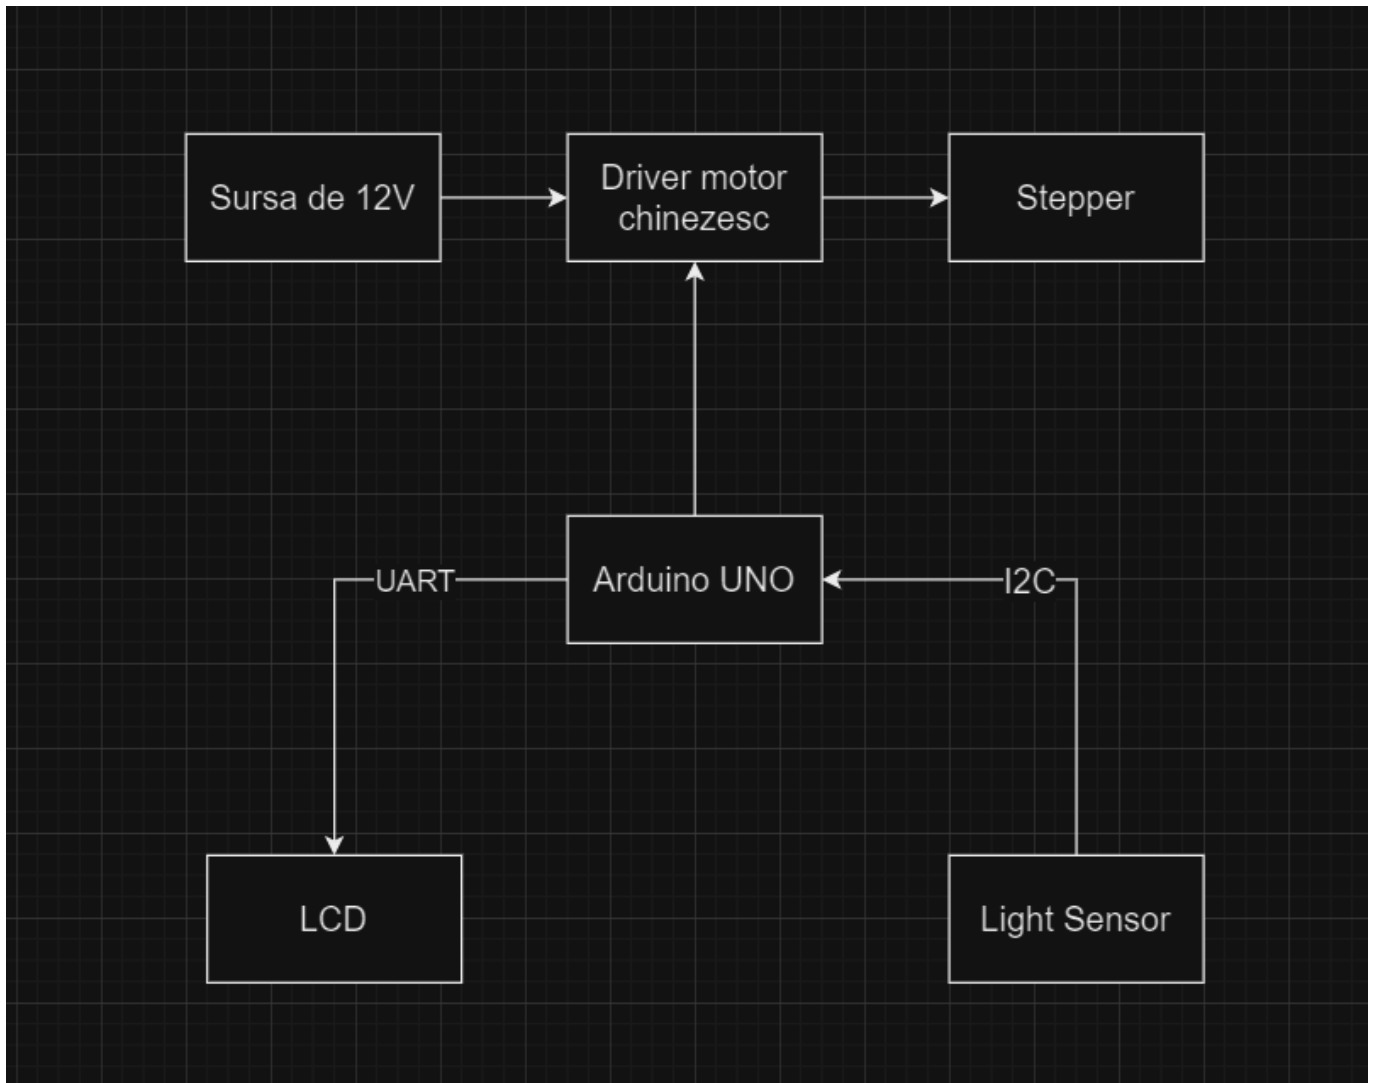 Sursa de 12V
Driver motor
chinezesc
Stepper
UART
Arduino UNO
I2C
LCD
Light Sensor